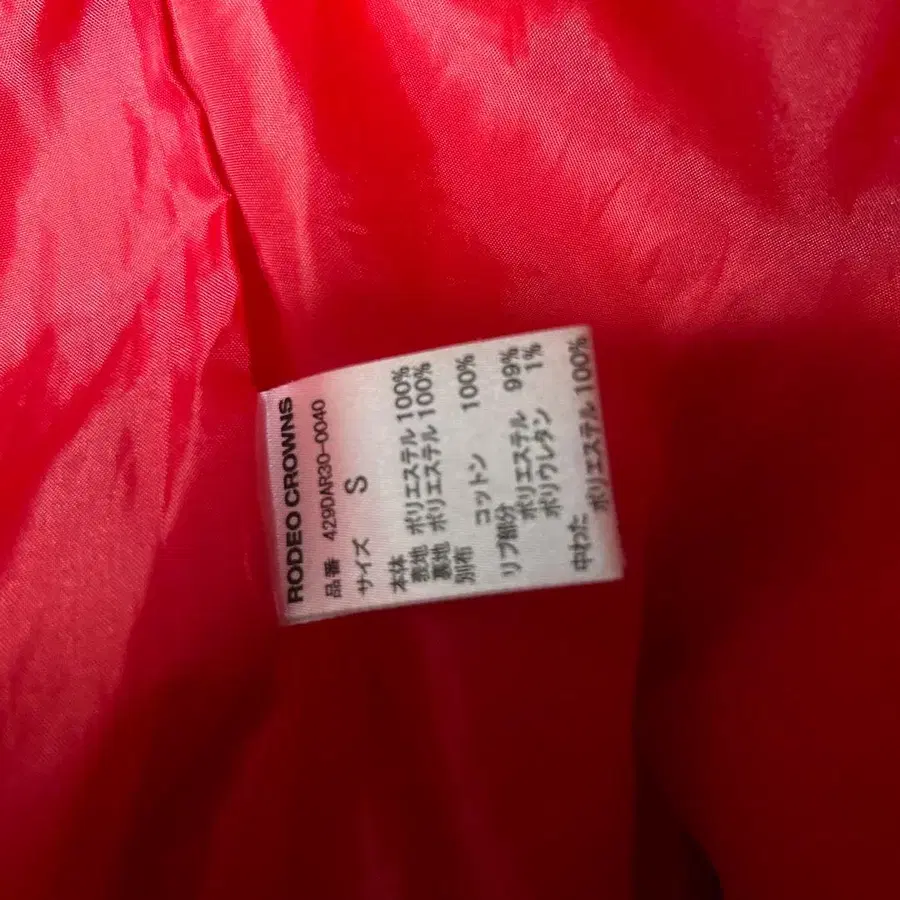 RODEO CROWNS
品番 429DAR30-0040
サイズ S
本体
表地 ポリエステル 100%
裏地 ポリエステル 100%
別布
コットン 100%
リブ部分
ポリエステル 99%
ポリウレタン 1%
中わた
ポリエステル 100%